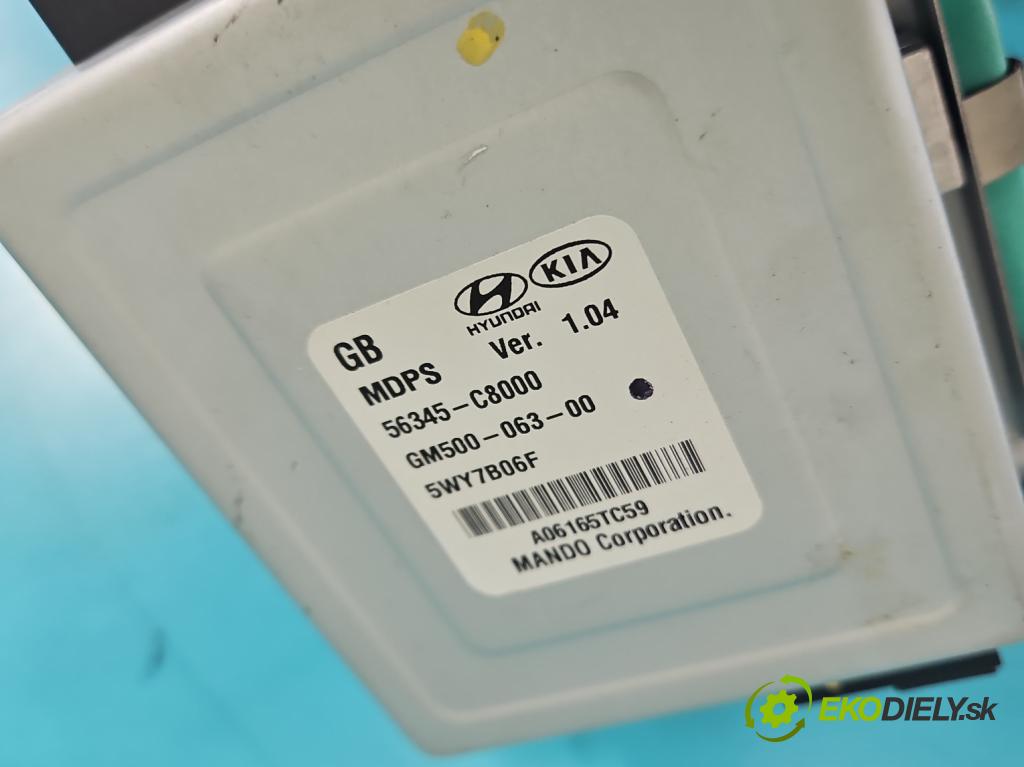 HYUNDAI KIA
GB
MDPS Ver. 1.04
56345-C8000
GM500-063-00
5WY7B06F
A06165TC59
MANDO Corporation.
EKODIELY.sk